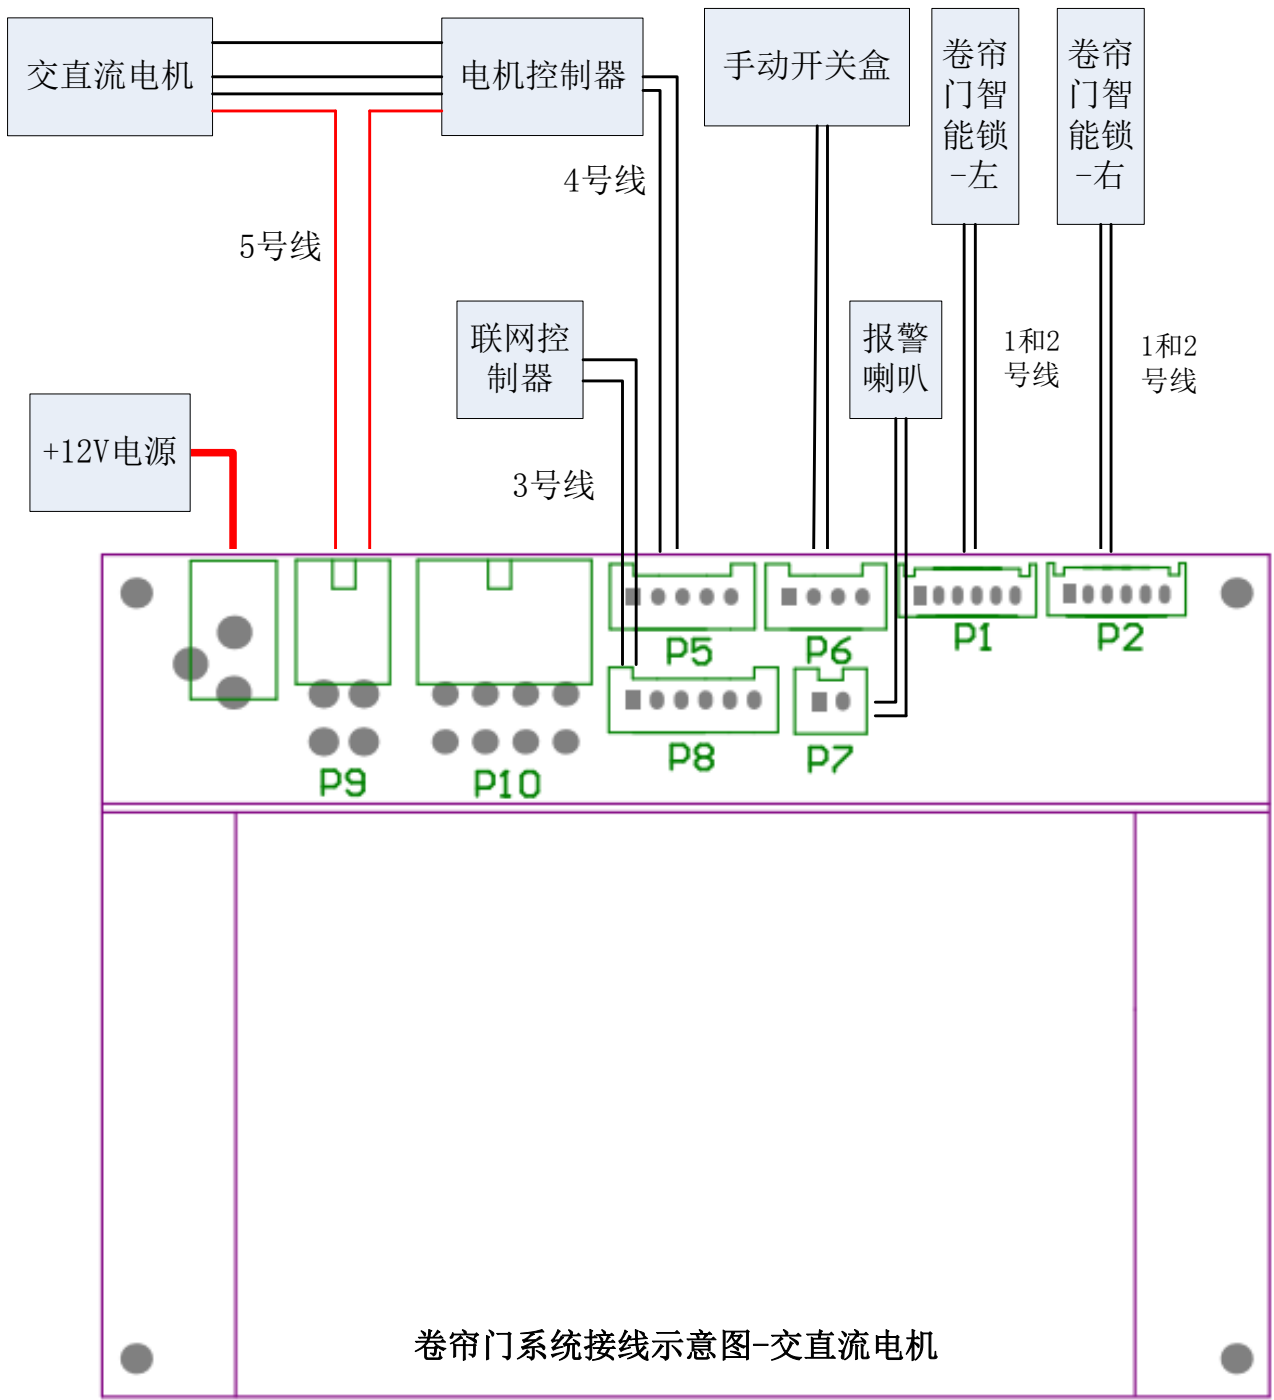 交直流电机
电机控制器
手动开关盒
卷帘
门智
能锁
-左
卷帘
门智
能锁
-右
4号线
5号线
联网控
制器
报警
喇叭
1和2
号线
1和2
号线
+12V电源
3号线
P5
P6
P1
P2
P8
P7
P9
P10
卷帘门系统接线示意图-交直流电机